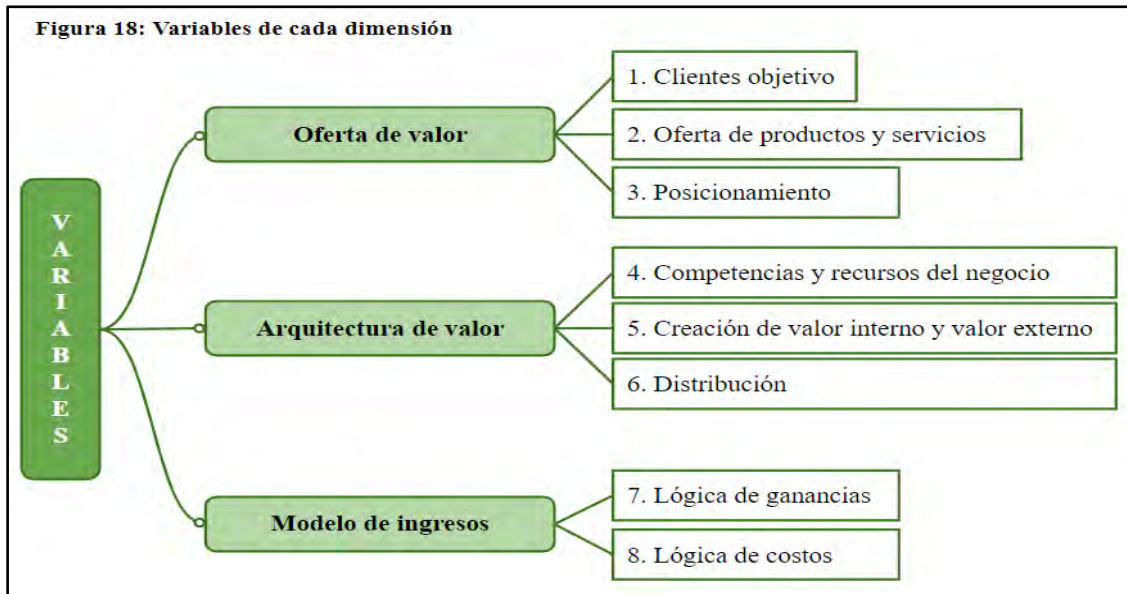 Figura 18: Variables de cada dimensión
VARIABLES
Oferta de valor
1. Clientes objetivo
2. Oferta de productos y servicios
3. Posicionamiento
Arquitectura de valor
4. Competencias y recursos del negocio
5. Creación de valor interno y valor externo
6. Distribución
Modelo de ingresos
7. Lógica de ganancias
8. Lógica de costos